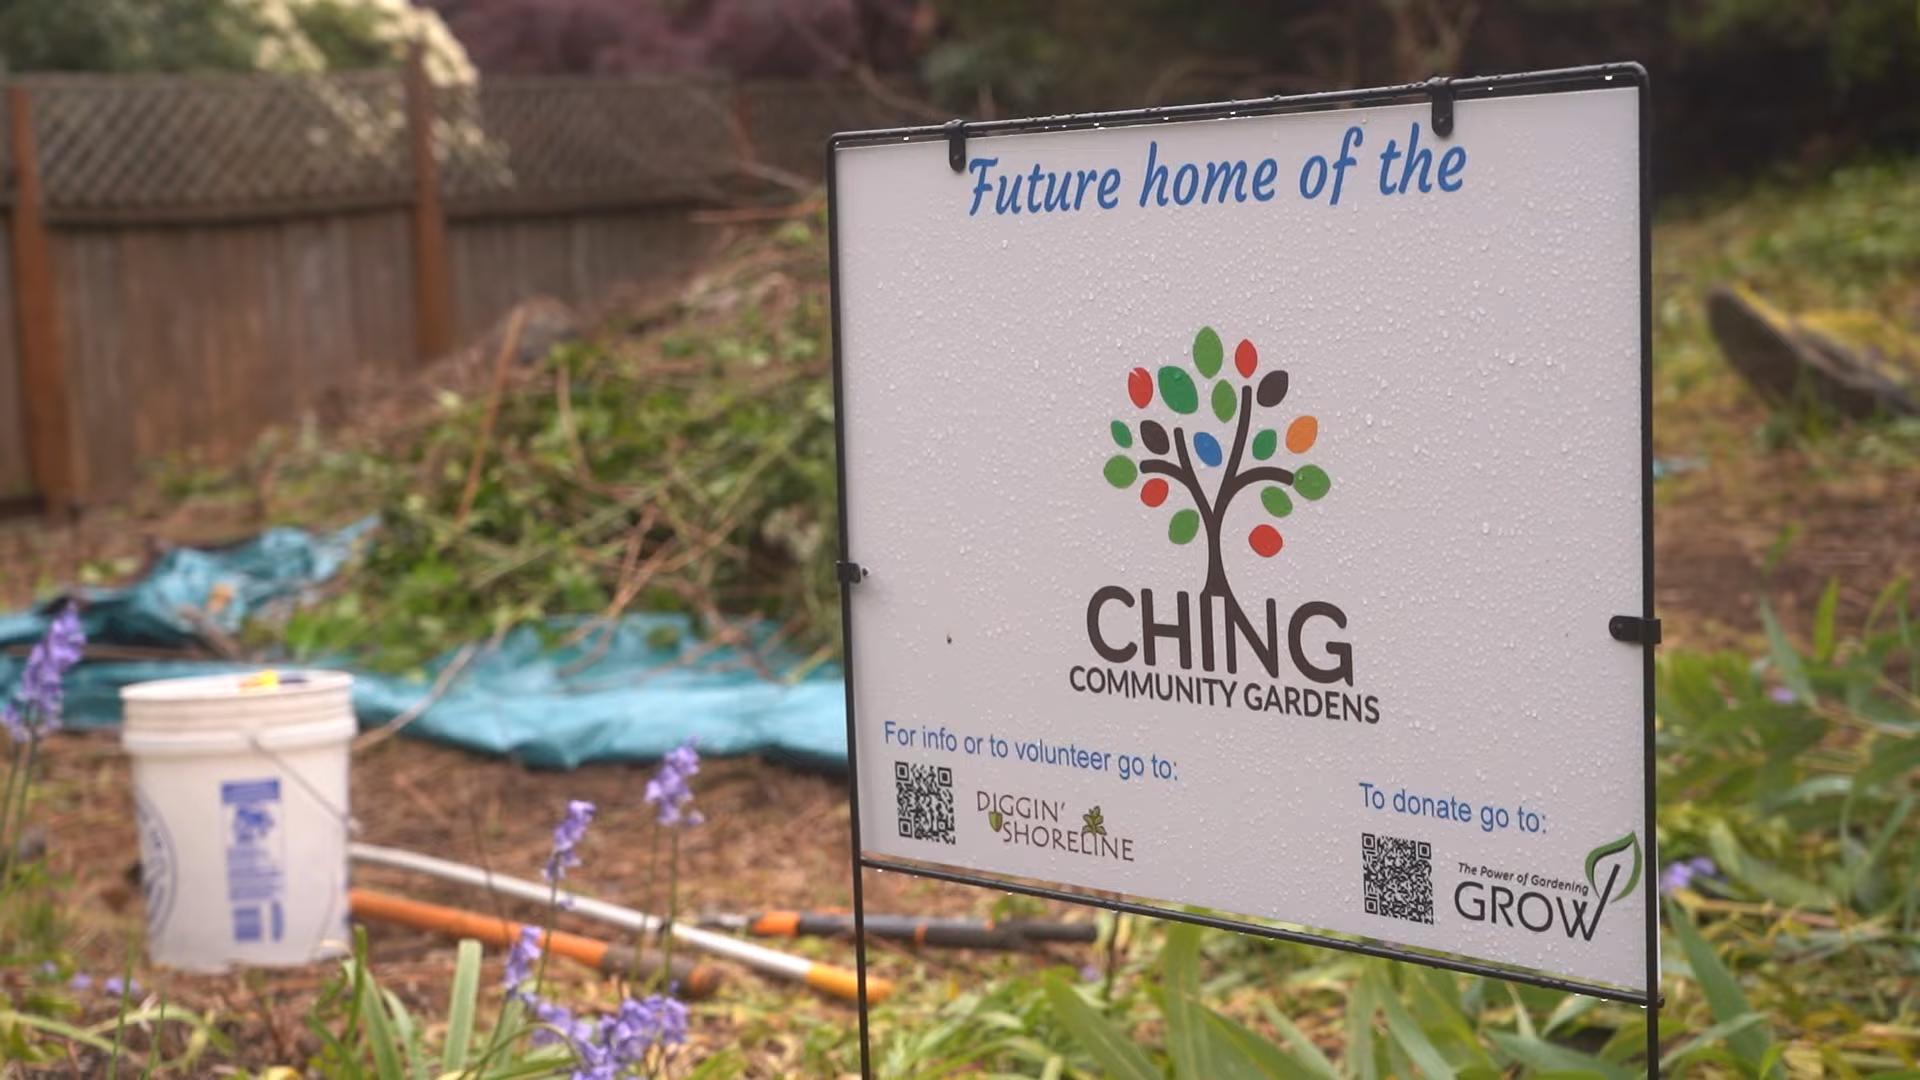 Future home of the
CHING
COMMUNITY GARDENS
For info or to volunteer go to:
DIGGIN'
SHORELINE
To donate go to:
The Power of Gardening
GROW